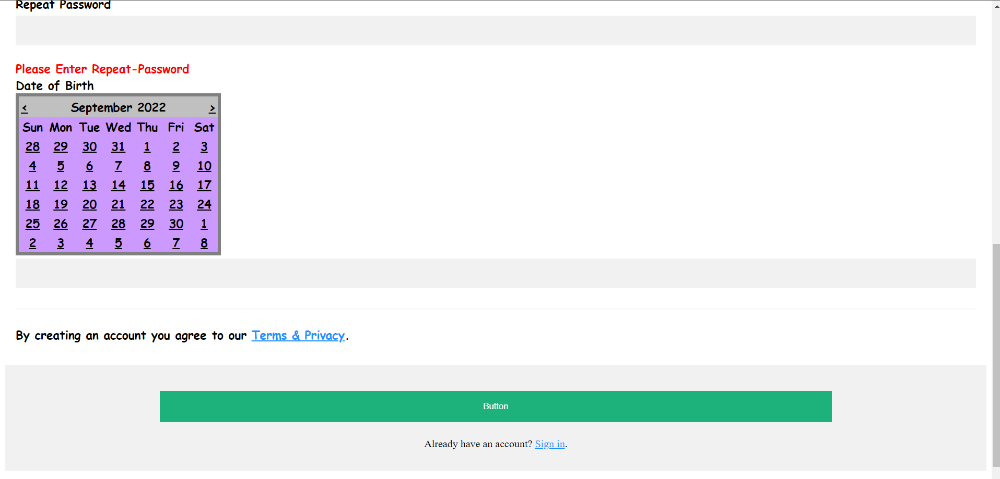 Repeat Password
Please Enter Repeat-Password
Date of Birth
< September 2022 >
Sun Mon Tue Wed Thu Fri Sat
28 29 30 31 1 2 3
4 5 6 7 8 9 10
11 12 13 14 15 16 17
18 19 20 21 22 23 24
25 26 27 28 29 30 1
2 3 4 5 6 7 8
By creating an account you agree to our Terms & Privacy.
Button
Already have an account? Sign in.